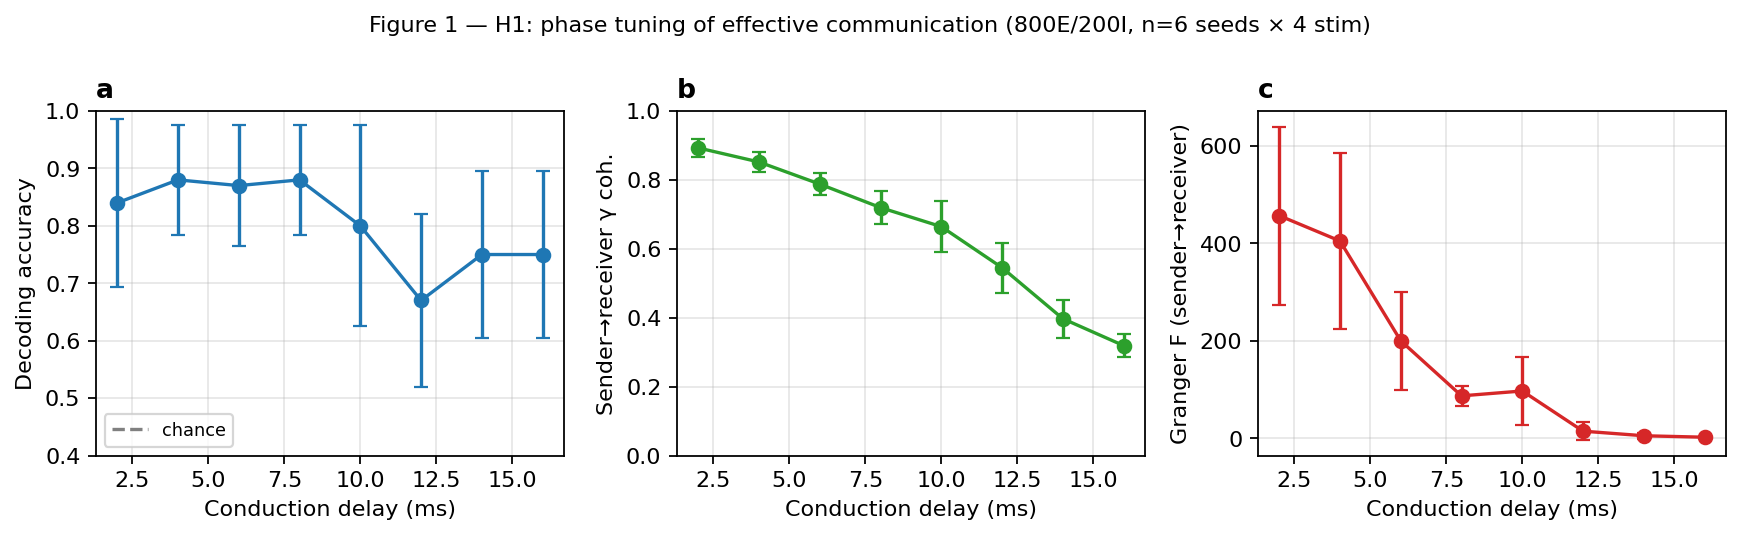 Figure 1 — H1: phase tuning of effective communication (800E/200I, n=6 seeds × 4 stim)
a
Decoding accuracy
1.0
0.9
0.8
0.7
0.6
0.5
0.4
chance
2.5 5.0 7.5 10.0 12.5 15.0
Conduction delay (ms)
b
Sender→receiver γ coh.
1.0
0.8
0.6
0.4
0.2
0.0
2.5 5.0 7.5 10.0 12.5 15.0
Conduction delay (ms)
c
Granger F (sender→receiver)
600
400
200
0
2.5 5.0 7.5 10.0 12.5 15.0
Conduction delay (ms)